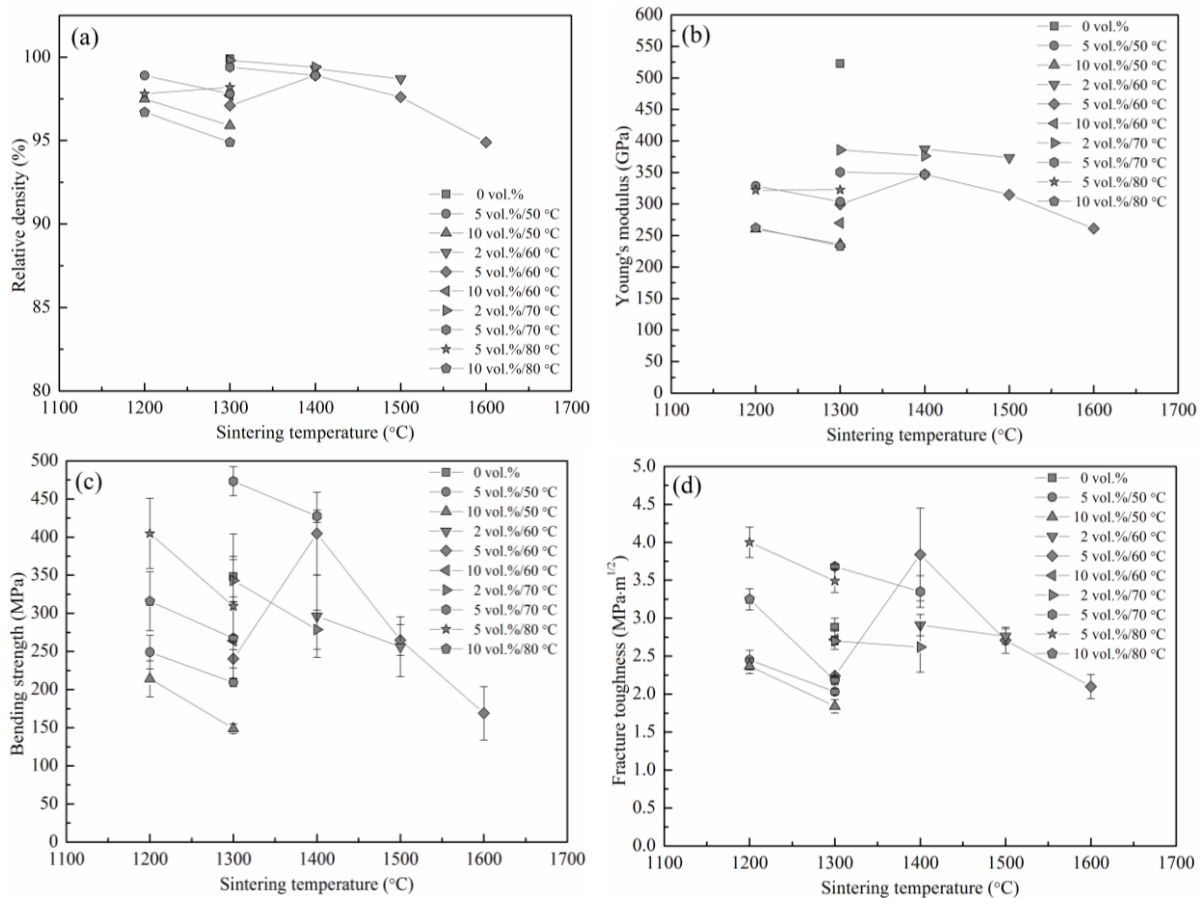 (a)
Relative density (%)
100
95
90
85
80
0 vol.%
5 vol.%/50 °C
10 vol.%/50 °C
2 vol.%/60 °C
5 vol.%/60 °C
10 vol.%/60 °C
2 vol.%/70 °C
5 vol.%/70 °C
5 vol.%/80 °C
10 vol.%/80 °C
1100 1200 1300 1400 1500 1600 1700
Sintering temperature (°C)
(b)
Young's modulus (GPa)
600
550
500
450
400
350
300
250
200
150
100
50
0
0 vol.%
5 vol.%/50 °C
10 vol.%/50 °C
2 vol.%/60 °C
5 vol.%/60 °C
10 vol.%/60 °C
2 vol.%/70 °C
5 vol.%/70 °C
5 vol.%/80 °C
10 vol.%/80 °C
1100 1200 1300 1400 1500 1600 1700
Sintering temperature (°C)
(c)
Bending strength (MPa)
500
450
400
350
300
250
200
150
100
50
0
0 vol.%
5 vol.%/50 °C
10 vol.%/50 °C
2 vol.%/60 °C
5 vol.%/60 °C
10 vol.%/60 °C
2 vol.%/70 °C
5 vol.%/70 °C
5 vol.%/80 °C
10 vol.%/80 °C
1100 1200 1300 1400 1500 1600 1700
Sintering temperature (°C)
(d)
Fracture toughness (MPa·m^1/2)
5.0
4.5
4.0
3.5
3.0
2.5
2.0
1.5
1.0
0.5
0.0
0 vol.%
5 vol.%/50 °C
10 vol.%/50 °C
2 vol.%/60 °C
5 vol.%/60 °C
10 vol.%/60 °C
2 vol.%/70 °C
5 vol.%/70 °C
5 vol.%/80 °C
10 vol.%/80 °C
1100 1200 1300 1400 1500 1600 1700
Sintering temperature (°C)